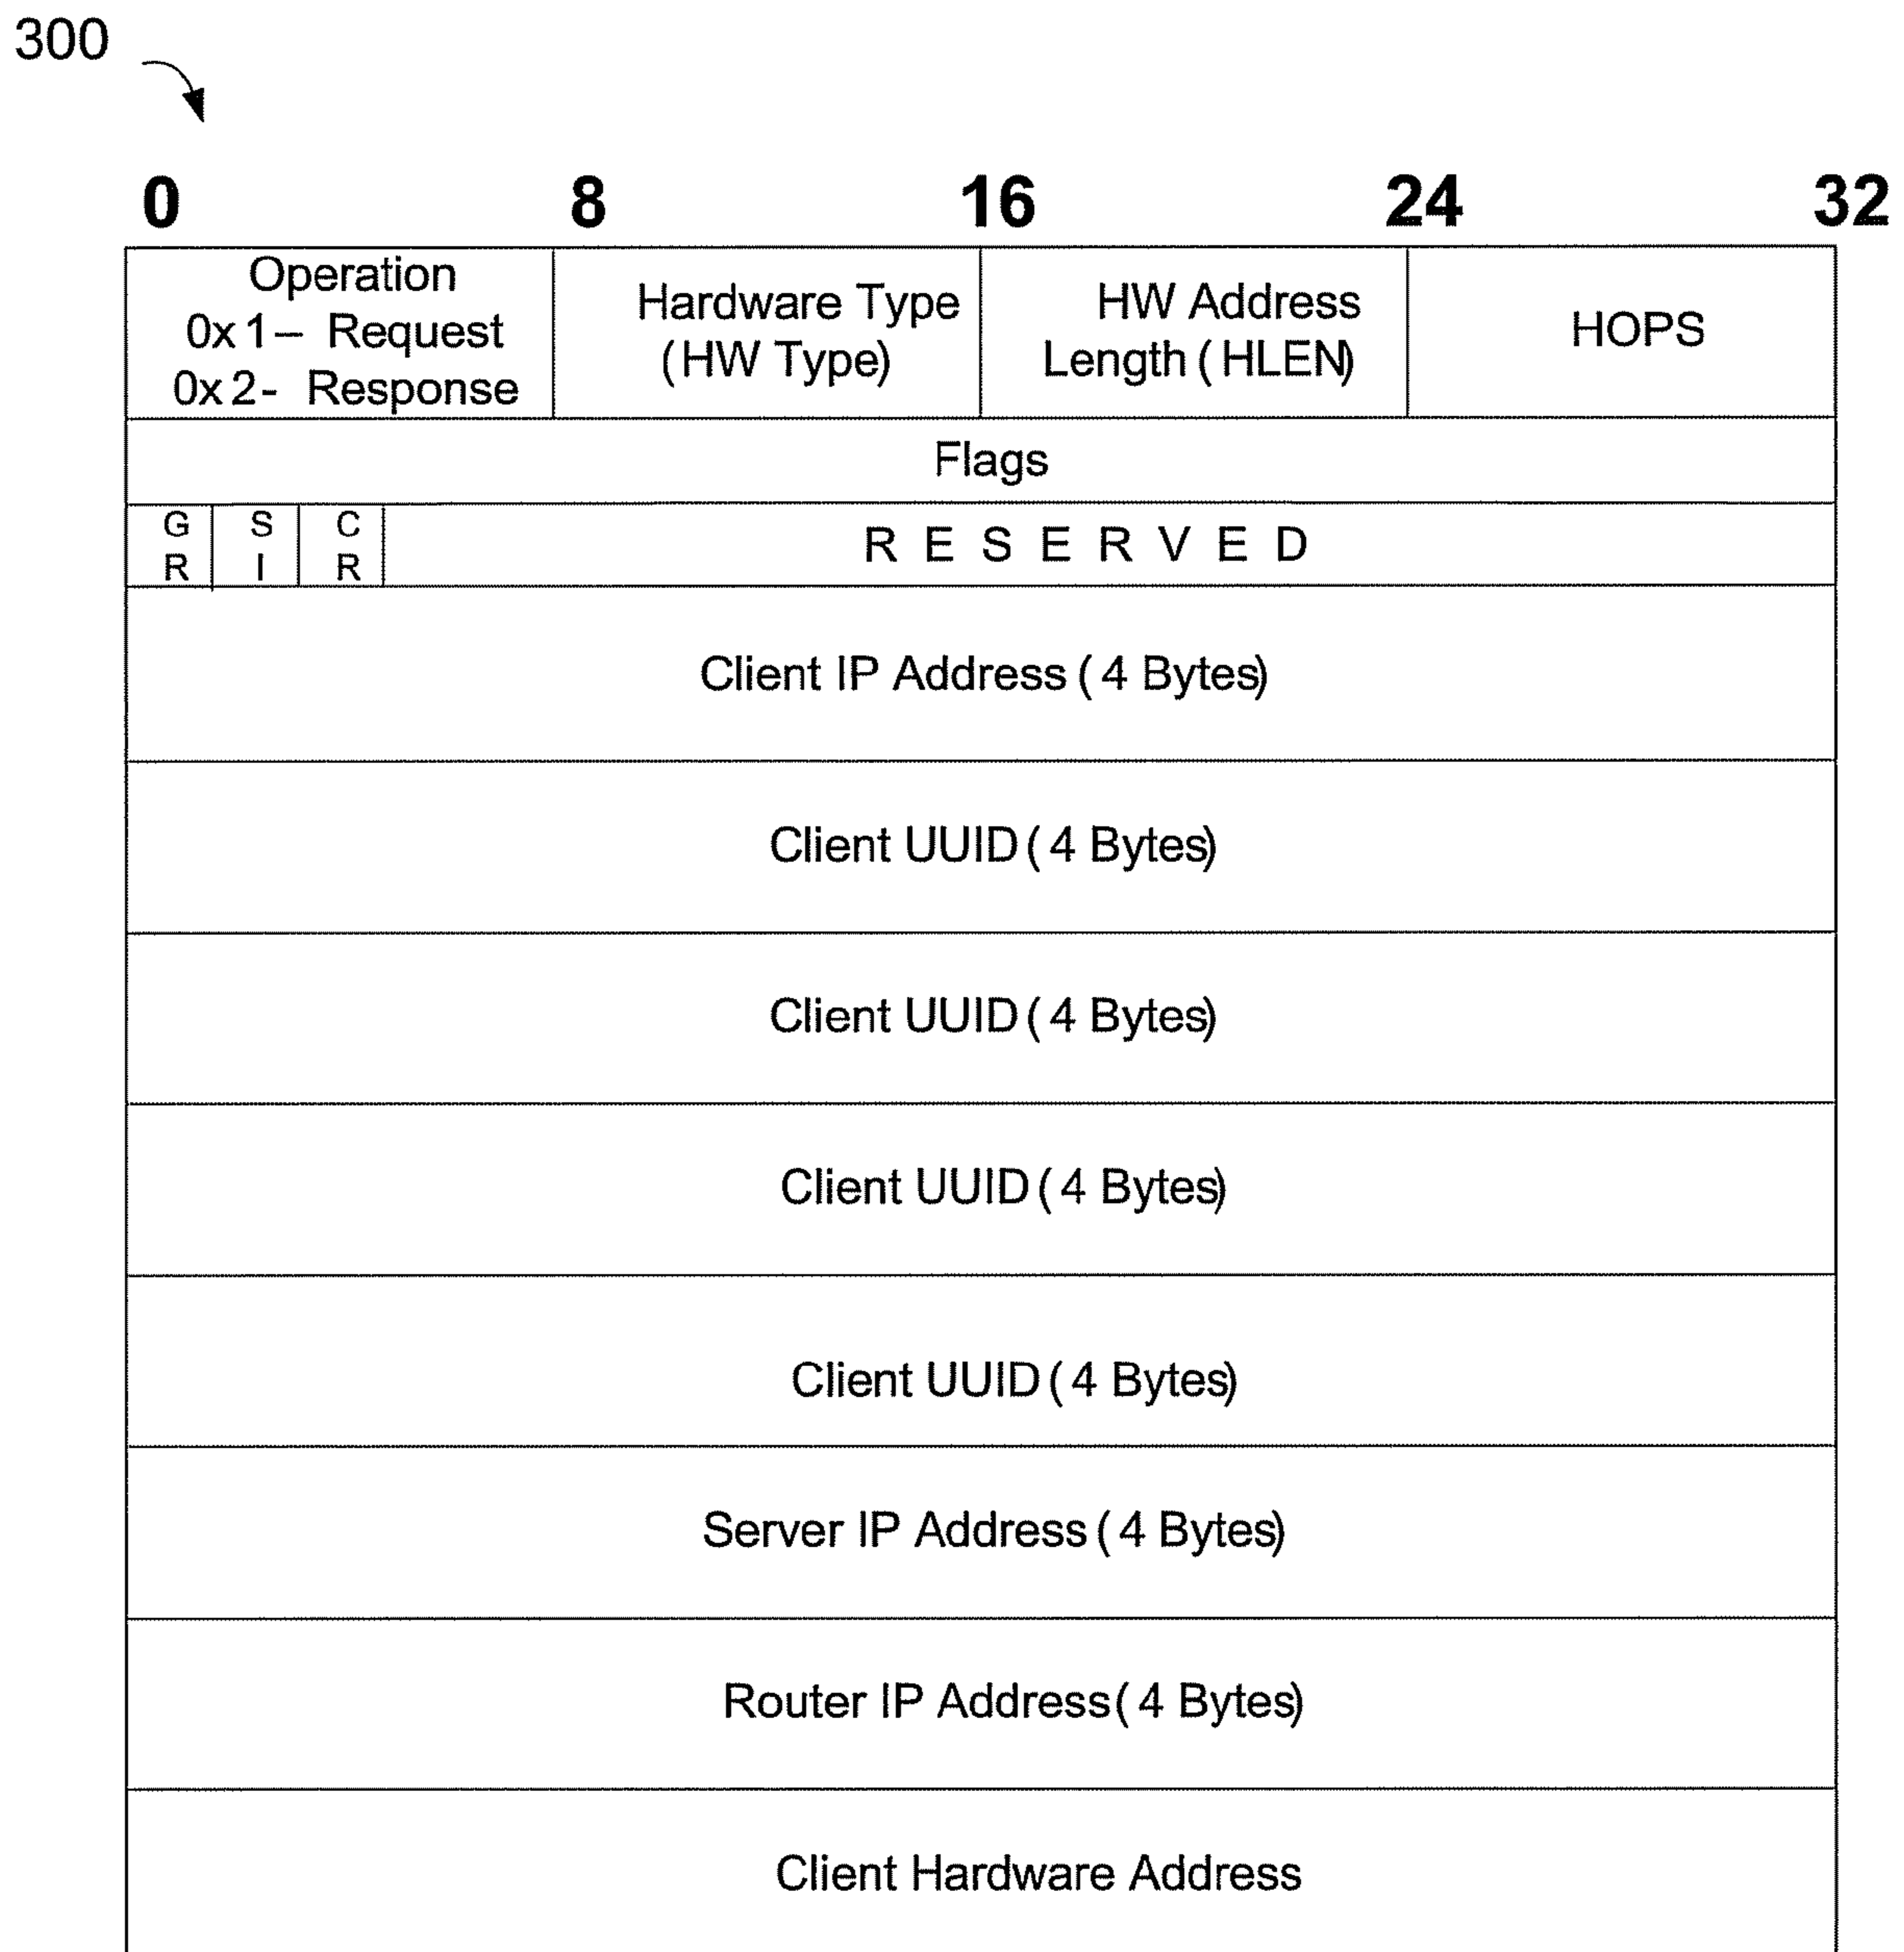 300
0 8 16 24 32
Operation
0x1– Request
0x2- Response
Hardware Type
(HW Type)
HW Address
Length (HLEN)
HOPS
Flags
G
R
S
I
C
R
R E S E R V E D
Client IP Address (4 Bytes)
Client UUID (4 Bytes)
Client UUID (4 Bytes)
Client UUID (4 Bytes)
Client UUID (4 Bytes)
Server IP Address (4 Bytes)
Router IP Address (4 Bytes)
Client Hardware Address